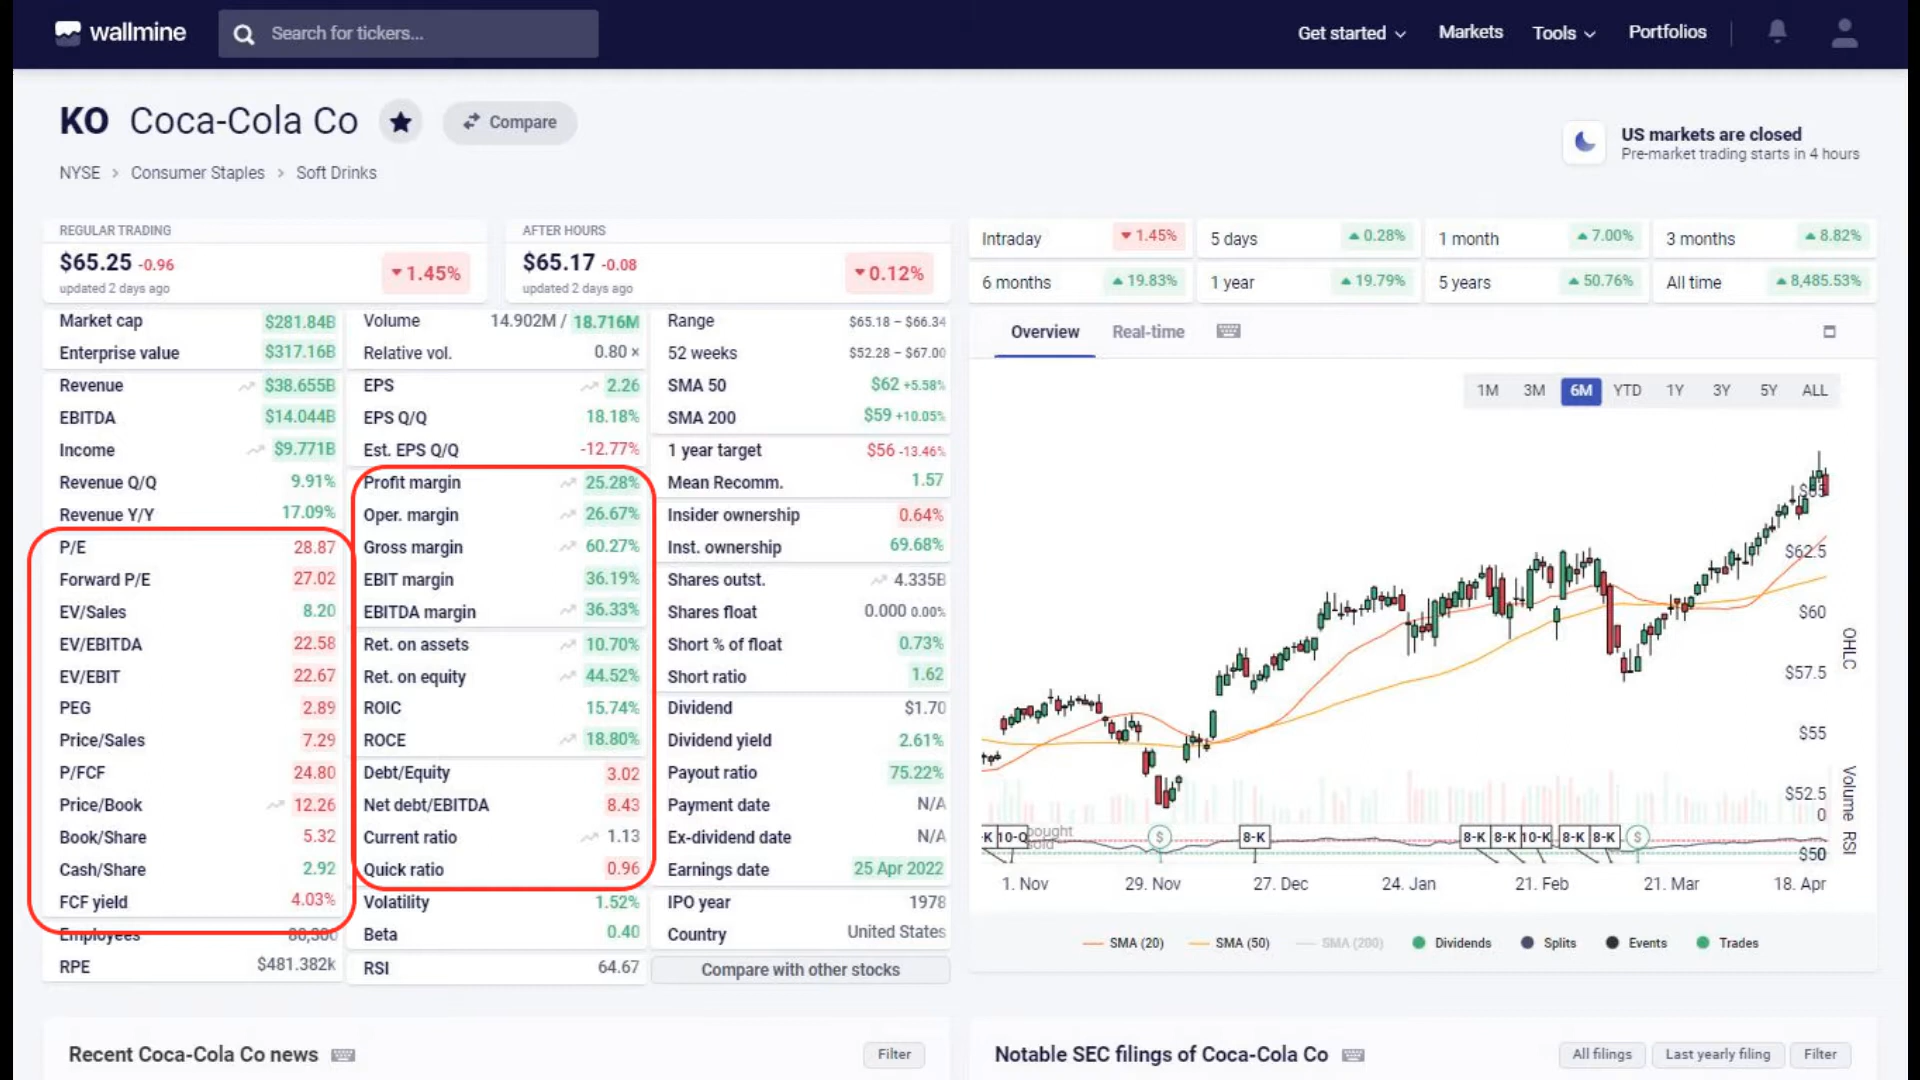 wallmine
Search for tickers...
Get started
Markets
Tools
Portfolios
KO Coca-Cola Co
Compare
NYSE > Consumer Staples > Soft Drinks
US markets are closed
Pre-market trading starts in 4 hours
REGULAR TRADING
$65.25 -0.96
updated 2 days ago
1.45%
AFTER HOURS
$65.17 -0.08
updated 2 days ago
0.12%
Intraday 1.45%
5 days 0.28%
1 month 7.00%
3 months 8.82%
6 months 19.83%
1 year 19.79%
5 years 50.76%
All time 8,485.53%
Market cap $281.84B
Enterprise value $317.16B
Revenue $38.655B
EBITDA $14.044B
Income $9.771B
Revenue Q/Q 9.91%
Revenue Y/Y 17.09%
P/E 28.87
Forward P/E 27.02
EV/Sales 8.20
EV/EBITDA 22.58
EV/EBIT 22.67
PEG 2.89
Price/Sales 7.29
P/FCF 24.80
Price/Book 12.26
Book/Share 5.32
Cash/Share 2.92
FCF yield 4.03%
Employees 80,300
RPE $481.382k
Volume 14.902M / 18.716M
Relative vol. 0.80 ×
EPS 2.26
EPS Q/Q 18.18%
Est. EPS Q/Q -12.77%
Profit margin 25.28%
Oper. margin 26.67%
Gross margin 60.27%
EBIT margin 36.19%
EBITDA margin 36.33%
Ret. on assets 10.70%
Ret. on equity 44.52%
ROIC 15.74%
ROCE 18.80%
Debt/Equity 3.02
Net debt/EBITDA 8.43
Current ratio 1.13
Quick ratio 0.96
Volatility 1.52%
Beta 0.40
RSI 64.67
Range $65.18 – $66.34
52 weeks $52.28 – $67.00
SMA 50 $62 +5.58%
SMA 200 $59 +10.05%
1 year target $56 -13.46%
Mean Recomm. 1.57
Insider ownership 0.64%
Inst. ownership 69.68%
Shares outst. 4.335B
Shares float 0.000 0.00%
Short % of float 0.73%
Short ratio 1.62
Dividend $1.70
Dividend yield 2.61%
Payout ratio 75.22%
Payment date N/A
Ex-dividend date N/A
Earnings date 25 Apr 2022
IPO year 1978
Country United States
Compare with other stocks
Overview
Real-time
1M 3M 6M YTD 1Y 3Y 5Y ALL
$65
$62.5
$60
$57.5
$55
$52.5
0
$50
OHLC
Volume
RSI
bought
sold
-K 10-Q $ 8-K 8-K 8-K 10-K 8-K 8-K $
1. Nov 29. Nov 27. Dec 24. Jan 21. Feb 21. Mar 18. Apr
SMA (20) SMA (50) SMA (200) Dividends Splits Events Trades
Recent Coca-Cola Co news
Filter
Notable SEC filings of Coca-Cola Co
All filings
Last yearly filing
Filter